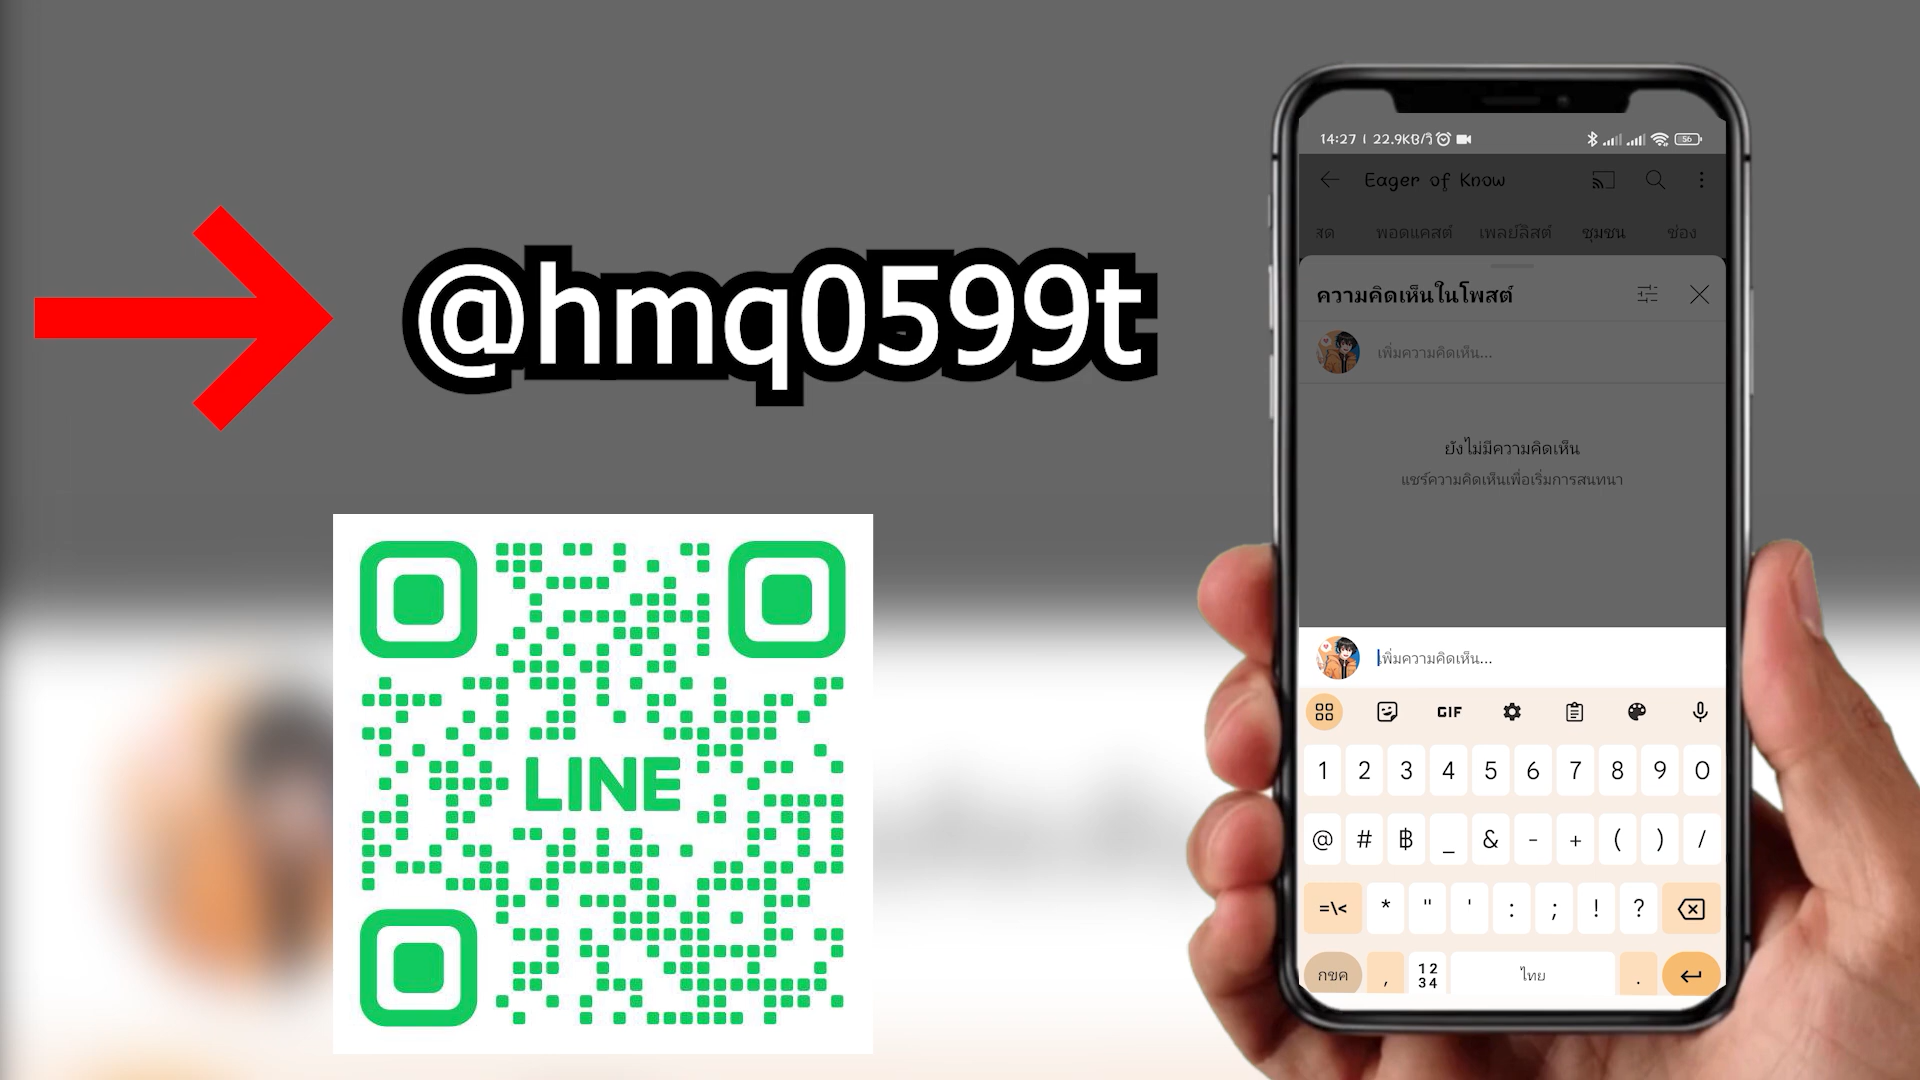 @hmq0599t
LINE
14:27 | 22.9KB/วิ
56
Eager of Know
สด พอดแคสต์ เพลย์ลิสต์ ชุมชน ช่อง
ความคิดเห็นในโพสต์
เพิ่มความคิดเห็น...
ยังไม่มีความคิดเห็น
แชร์ความคิดเห็นเพื่อเริ่มการสนทนา
เพิ่มความคิดเห็น...
GIF
1 2 3 4 5 6 7 8 9 0
@ # ฿ _ & - + ( ) /
=\< * " ' : ; ! ?
กขค , 12 34 ไทย .